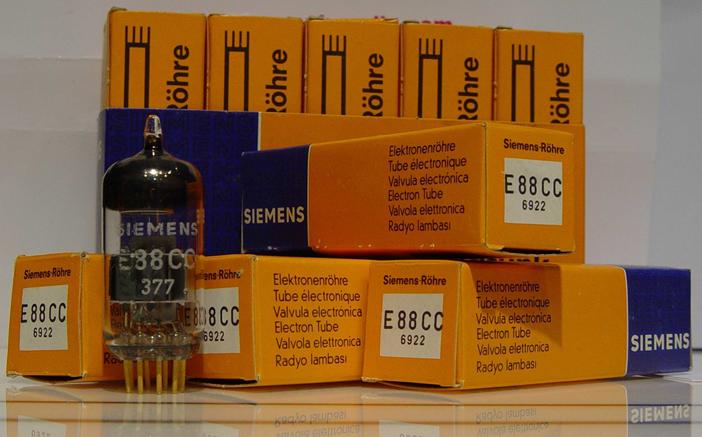 Röhre
Röhre
Röhre
Röhre
Röhre
Elektronenröhre
Tube électronique
Valvula electrónica
Electron Tube
Valvola elettronica
Radyo lambası
Siemens-Röhre
E88CC
6922
SIEMENS
SIEMENS
E88CC
377
Siemens-Röhre
E88CC
6922
E88CC
6922
Elektronenröhre
Tube électronique
Valvula electrónica
Electron Tube
Valvola elettronica
Radyo lambası
Siemens-Röhre
E88CC
6922
Elektronenröhre
Tube électronique
Valvula electrónica
Electron Tube
Valvola elettronica
Radyo lambası
SIEMENS